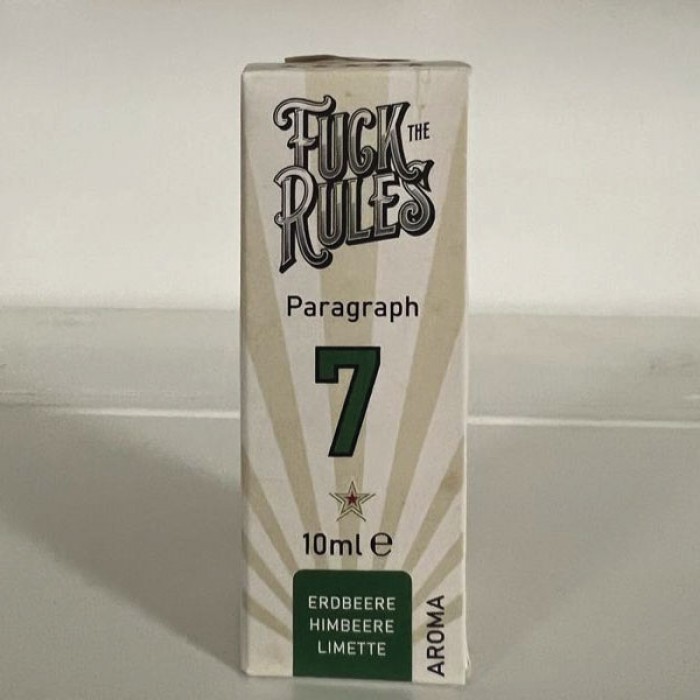 FUCK THE
RULES
Paragraph
7
10ml ℮
ERDBEERE
HIMBEERE
LIMETTE
AROMA